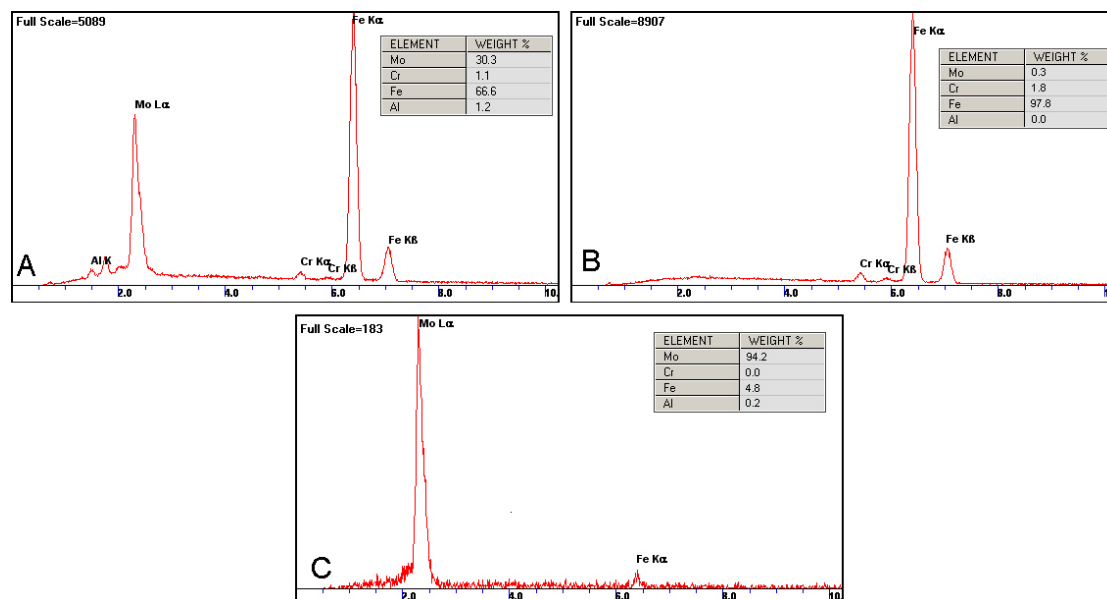 Full Scale=5089
Fe Kα
ELEMENT WEIGHT %
Mo 30.3
Cr 1.1
Fe 66.6
Al 1.2
Mo Lα
Al K
Cr Kα
Cr Kß
Fe Kß
A
2.0 4.0 6.0 8.0 10.
Full Scale=8907
Fe Kα
ELEMENT WEIGHT %
Mo 0.3
Cr 1.8
Fe 97.8
Al 0.0
Cr Kα
Cr Kß
Fe Kß
B
2.0 4.0 6.0 8.0
Full Scale=183
Mo Lα
ELEMENT WEIGHT %
Mo 94.2
Cr 0.0
Fe 4.8
Al 0.2
Fe Kα
C
2.0 4.0 6.0 8.0 10.